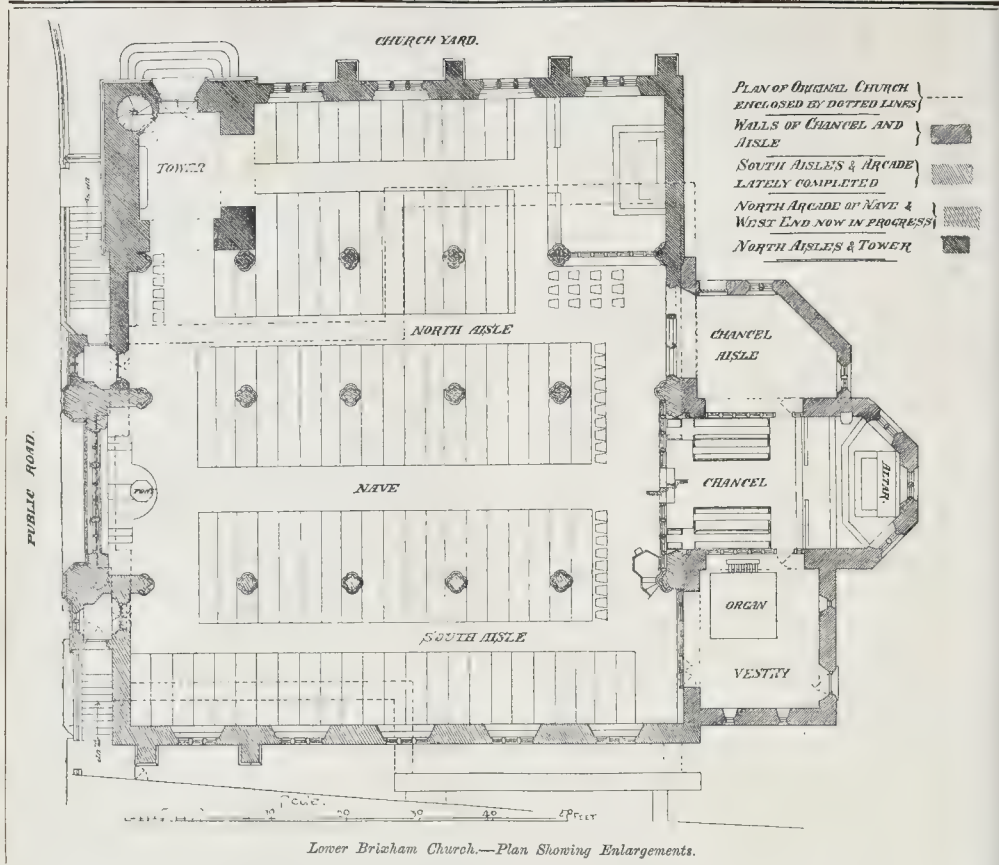 CHURCH YARD.
PLAN OF ORIGINAL CHURCH
ENCLOSED BY DOTTED LINES
WALLS OF CHANCEL AND
AISLE
SOUTH AISLES & ARCADE
LATELY COMPLETED
NORTH ARCADE OF NAVE &
WEST END NOW IN PROGRESS
NORTH AISLES & TOWER
TOWER
NORTH AISLE
CHANCEL
AISLE
PUBLIC ROAD.
FONT
NAVE
CHANCEL
ALTAR.
ORGAN
SOUTH AISLE
VESTRY
Scale.
10 20 30 40 50 FEET
Lower Brixham Church.—Plan Showing Enlargements.